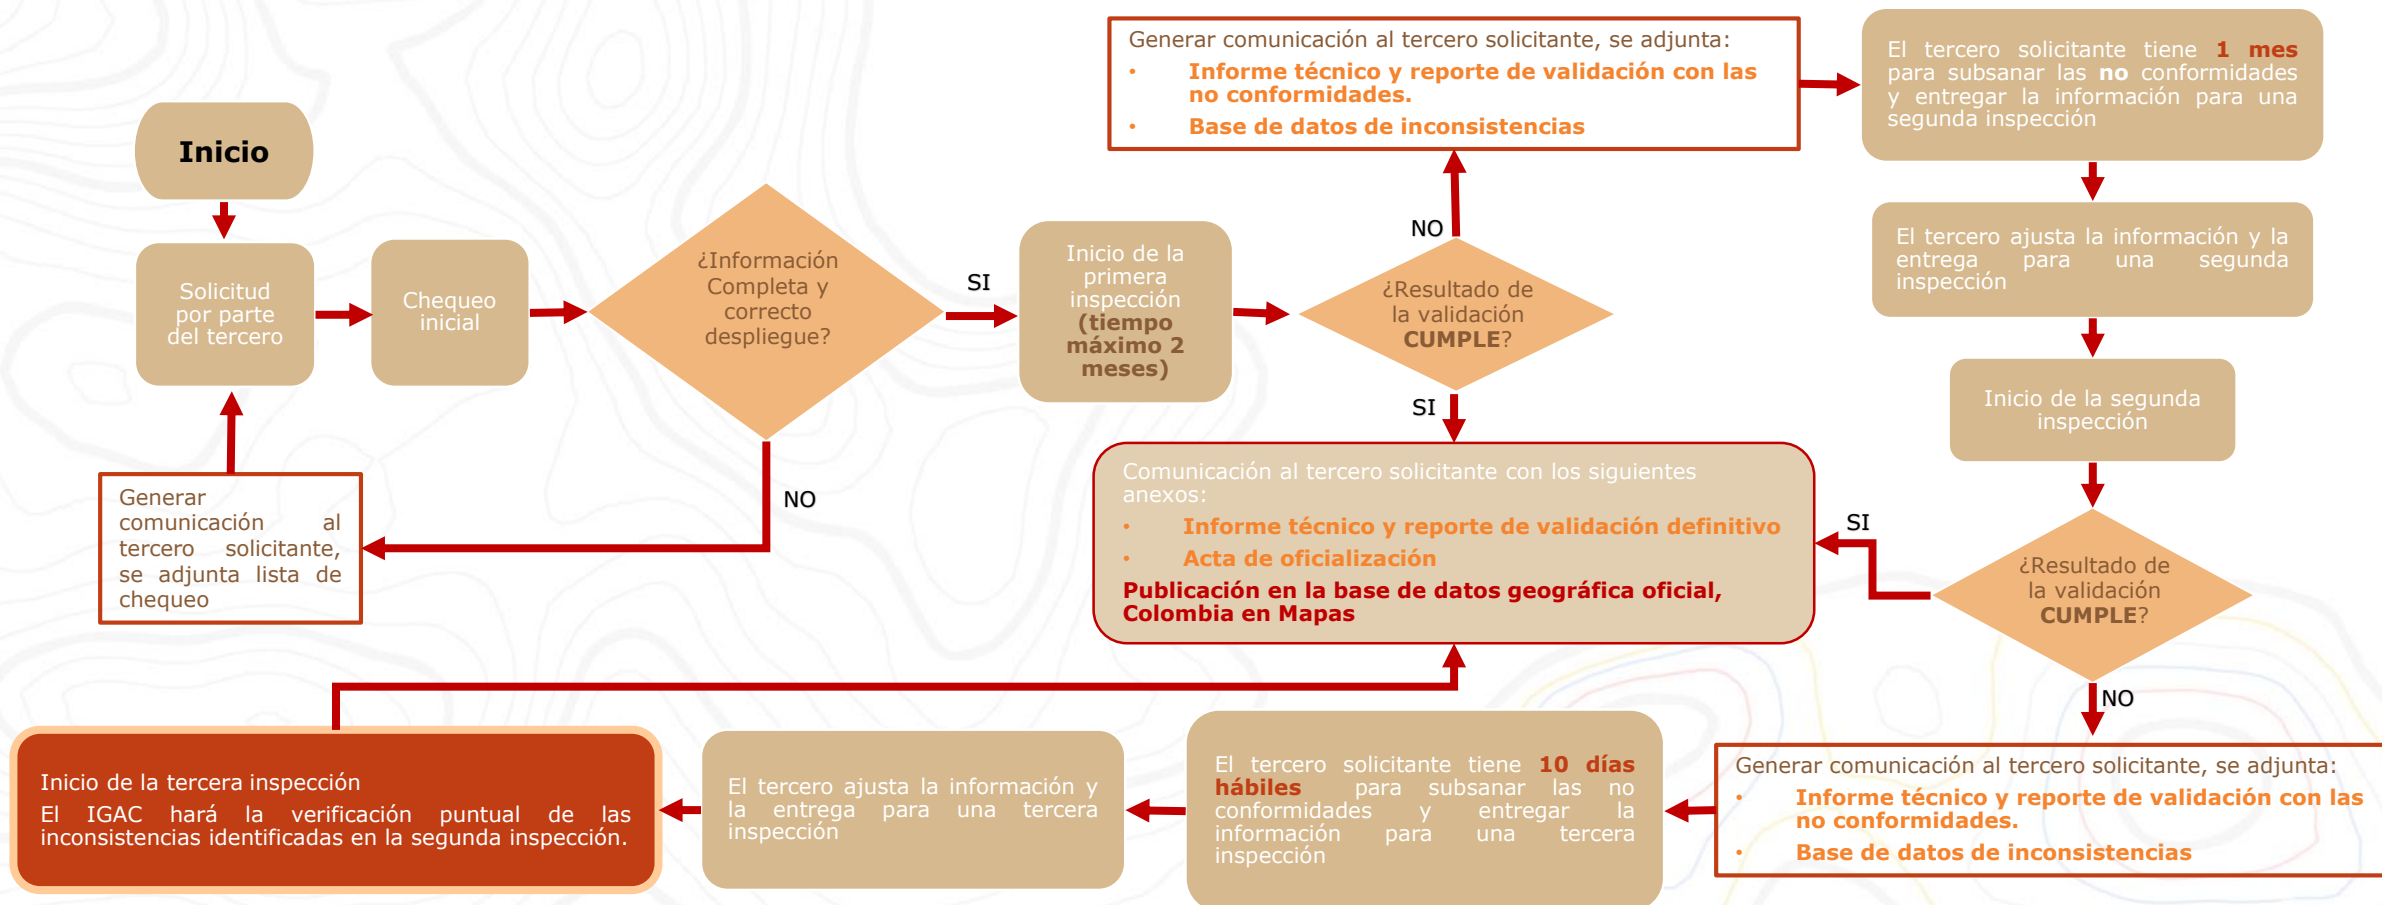 Inicio
Solicitud
por parte
del tercero
Chequeo
inicial
¿Información
Completa y
correcto
despliegue?
SI
NO
Generar
comunicación al
tercero solicitante,
se adjunta lista de
chequeo
Inicio de la
primera
inspección
(tiempo
máximo 2
meses)
¿Resultado de
la validación
CUMPLE?
NO
SI
Generar comunicación al tercero solicitante, se adjunta:
• Informe técnico y reporte de validación con las
no conformidades.
• Base de datos de inconsistencias
El tercero solicitante tiene 1 mes
para subsanar las no conformidades
y entregar la información para una
segunda inspección
El tercero ajusta la información y la
entrega para una segunda
inspección
Inicio de la segunda
inspección
¿Resultado de
la validación
CUMPLE?
SI
NO
Comunicación al tercero solicitante con los siguientes
anexos:
• Informe técnico y reporte de validación definitivo
• Acta de oficialización
Publicación en la base de datos geográfica oficial,
Colombia en Mapas
Generar comunicación al tercero solicitante, se adjunta:
• Informe técnico y reporte de validación con las
no conformidades.
• Base de datos de inconsistencias
El tercero solicitante tiene 10 días
hábiles para subsanar las no
conformidades y entregar la
información para una tercera
inspección
El tercero ajusta la información y
la entrega para una tercera
inspección
Inicio de la tercera inspección
El IGAC hará la verificación puntual de las
inconsistencias identificadas en la segunda inspección.